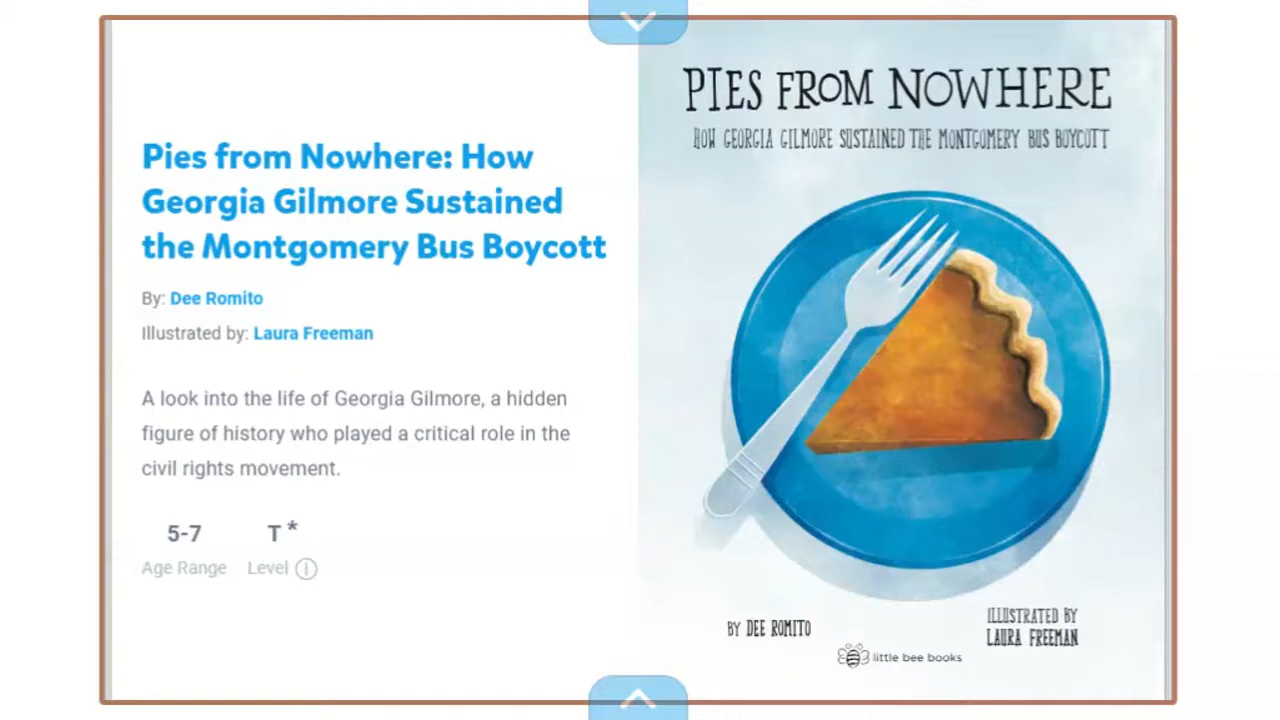 Pies from Nowhere: How
Georgia Gilmore Sustained
the Montgomery Bus Boycott
By: Dee Romito
Illustrated by: Laura Freeman
A look into the life of Georgia Gilmore, a hidden
figure of history who played a critical role in the
civil rights movement.
5-7 T*
Age Range Level i
PIES FROM NOWHERE
HOW GEORGIA GILMORE SUSTAINED THE MONTGOMERY BUS BOYCOTT
BY DEE ROMITO
ILLUSTRATED BY
LAURA FREEMAN
little bee books